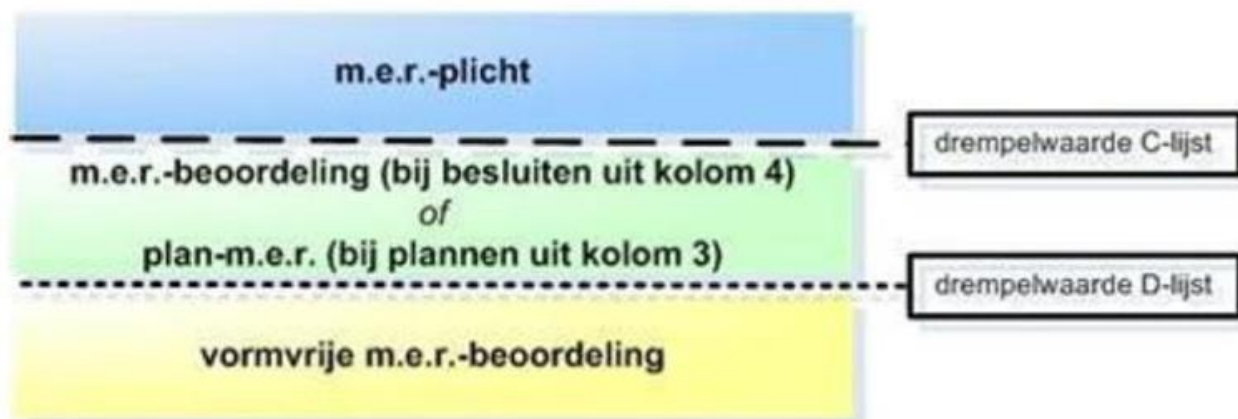 m.e.r.-plicht
drempelwaarde C-lijst
m.e.r.-beoordeling (bij besluiten uit kolom 4)
of
plan-m.e.r. (bij plannen uit kolom 3)
drempelwaarde D-lijst
vormvrije m.e.r.-beoordeling